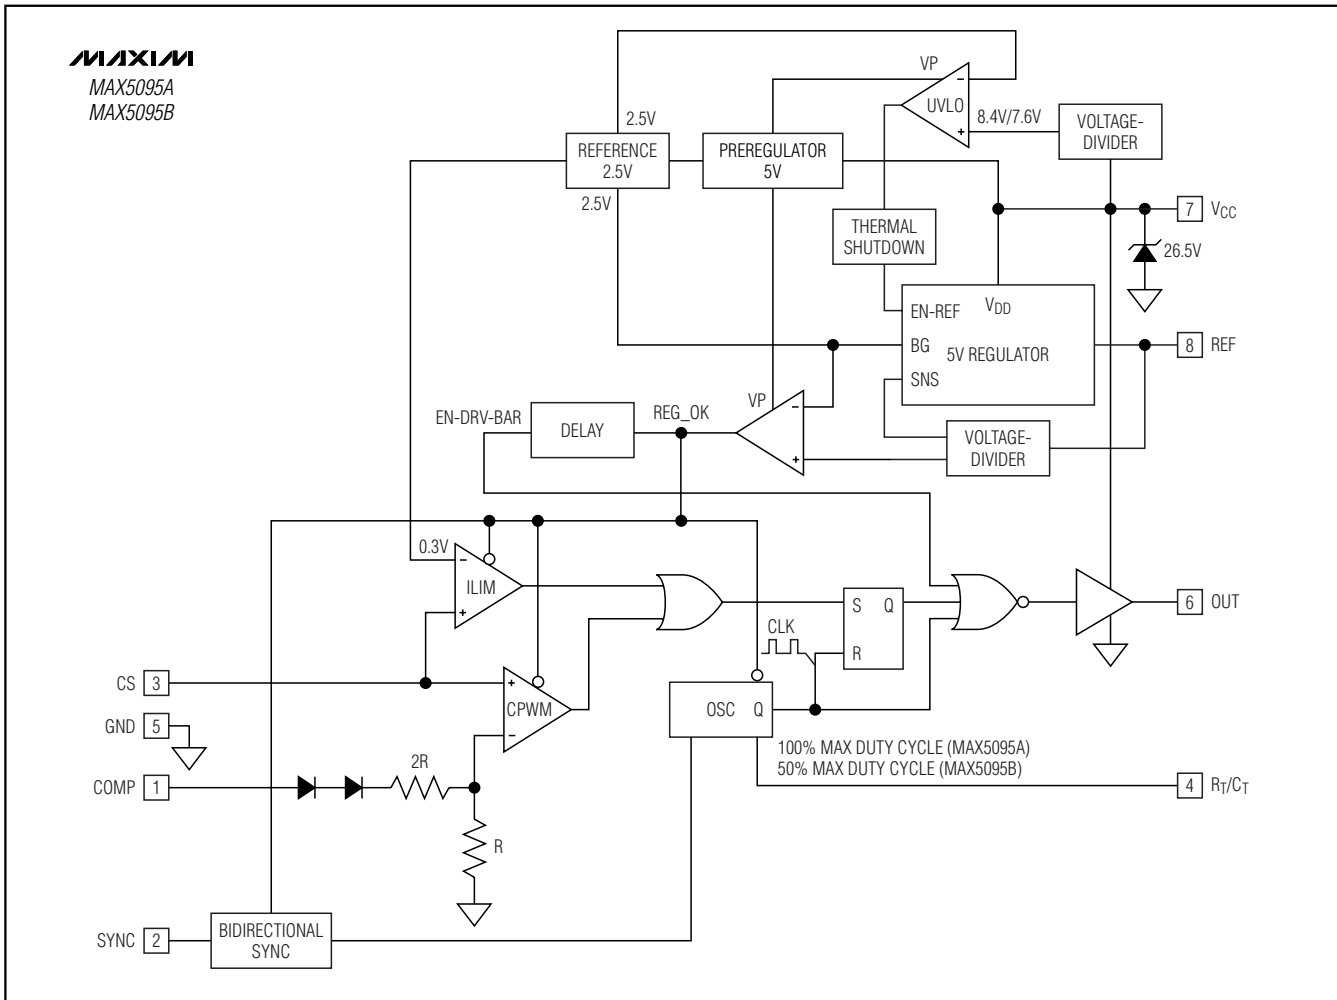 MAXIM
MAX5095A
MAX5095B
VP
−
UVLO
8.4V/7.6V
+
VOLTAGE-
DIVIDER
2.5V
REFERENCE
2.5V
PREREGULATOR
5V
2.5V
7
VCC
THERMAL
SHUTDOWN
26.5V
VDD
EN-REF
BG
5V REGULATOR
SNS
8
REF
VP
−
+
REG_OK
EN-DRV-BAR
DELAY
VOLTAGE-
DIVIDER
0.3V
−
ILIM
+
S
Q
R
CLK
6
OUT
CS
3
+
CPWM
−
OSC
Q
GND
5
100% MAX DUTY CYCLE (MAX5095A)
50% MAX DUTY CYCLE (MAX5095B)
2R
COMP
1
4
RT/CT
R
SYNC
2
BIDIRECTIONAL
SYNC